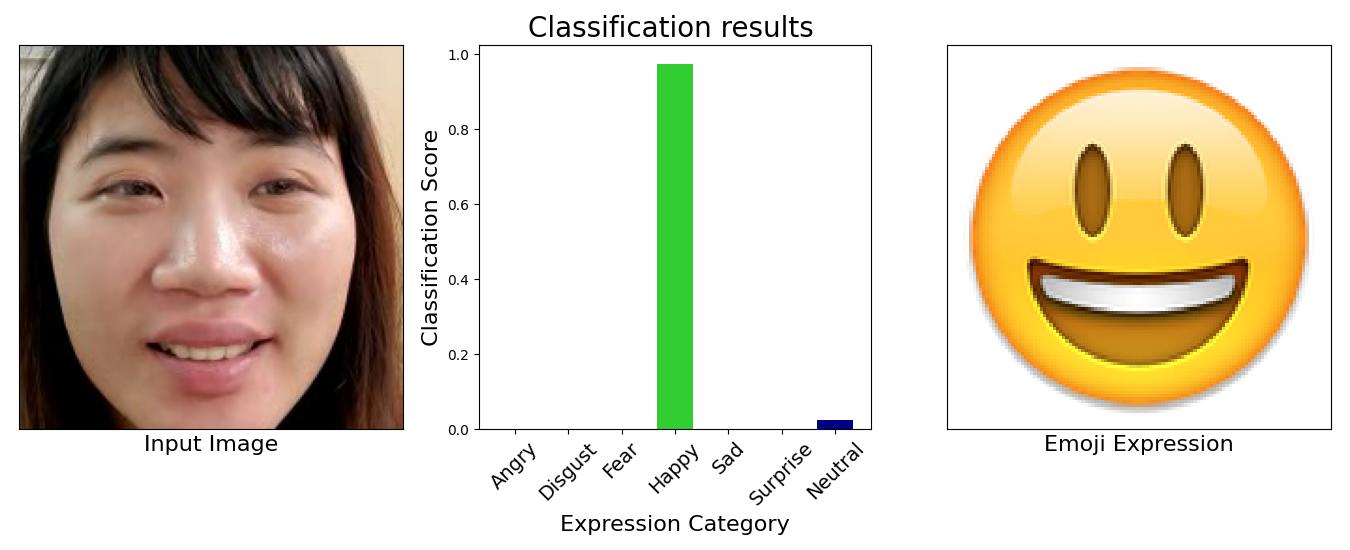 Classification results
Classification Score
1.0
0.8
0.6
0.4
0.2
0.0
Angry
Disgust
Fear
Happy
Sad
Surprise
Neutral
Expression Category
Input Image
Emoji Expression